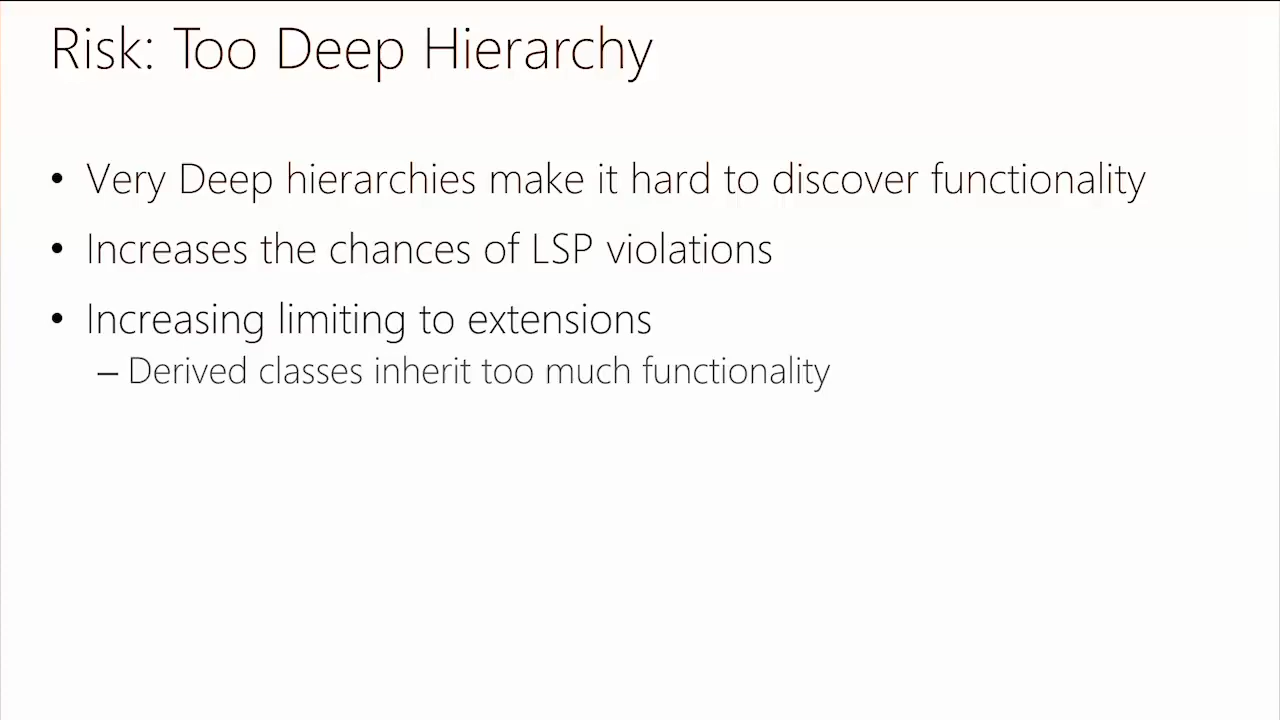 Risk: Too Deep Hierarchy
• Very Deep hierarchies make it hard to discover functionality
• Increases the chances of LSP violations
• Increasing limiting to extensions
– Derived classes inherit too much functionality